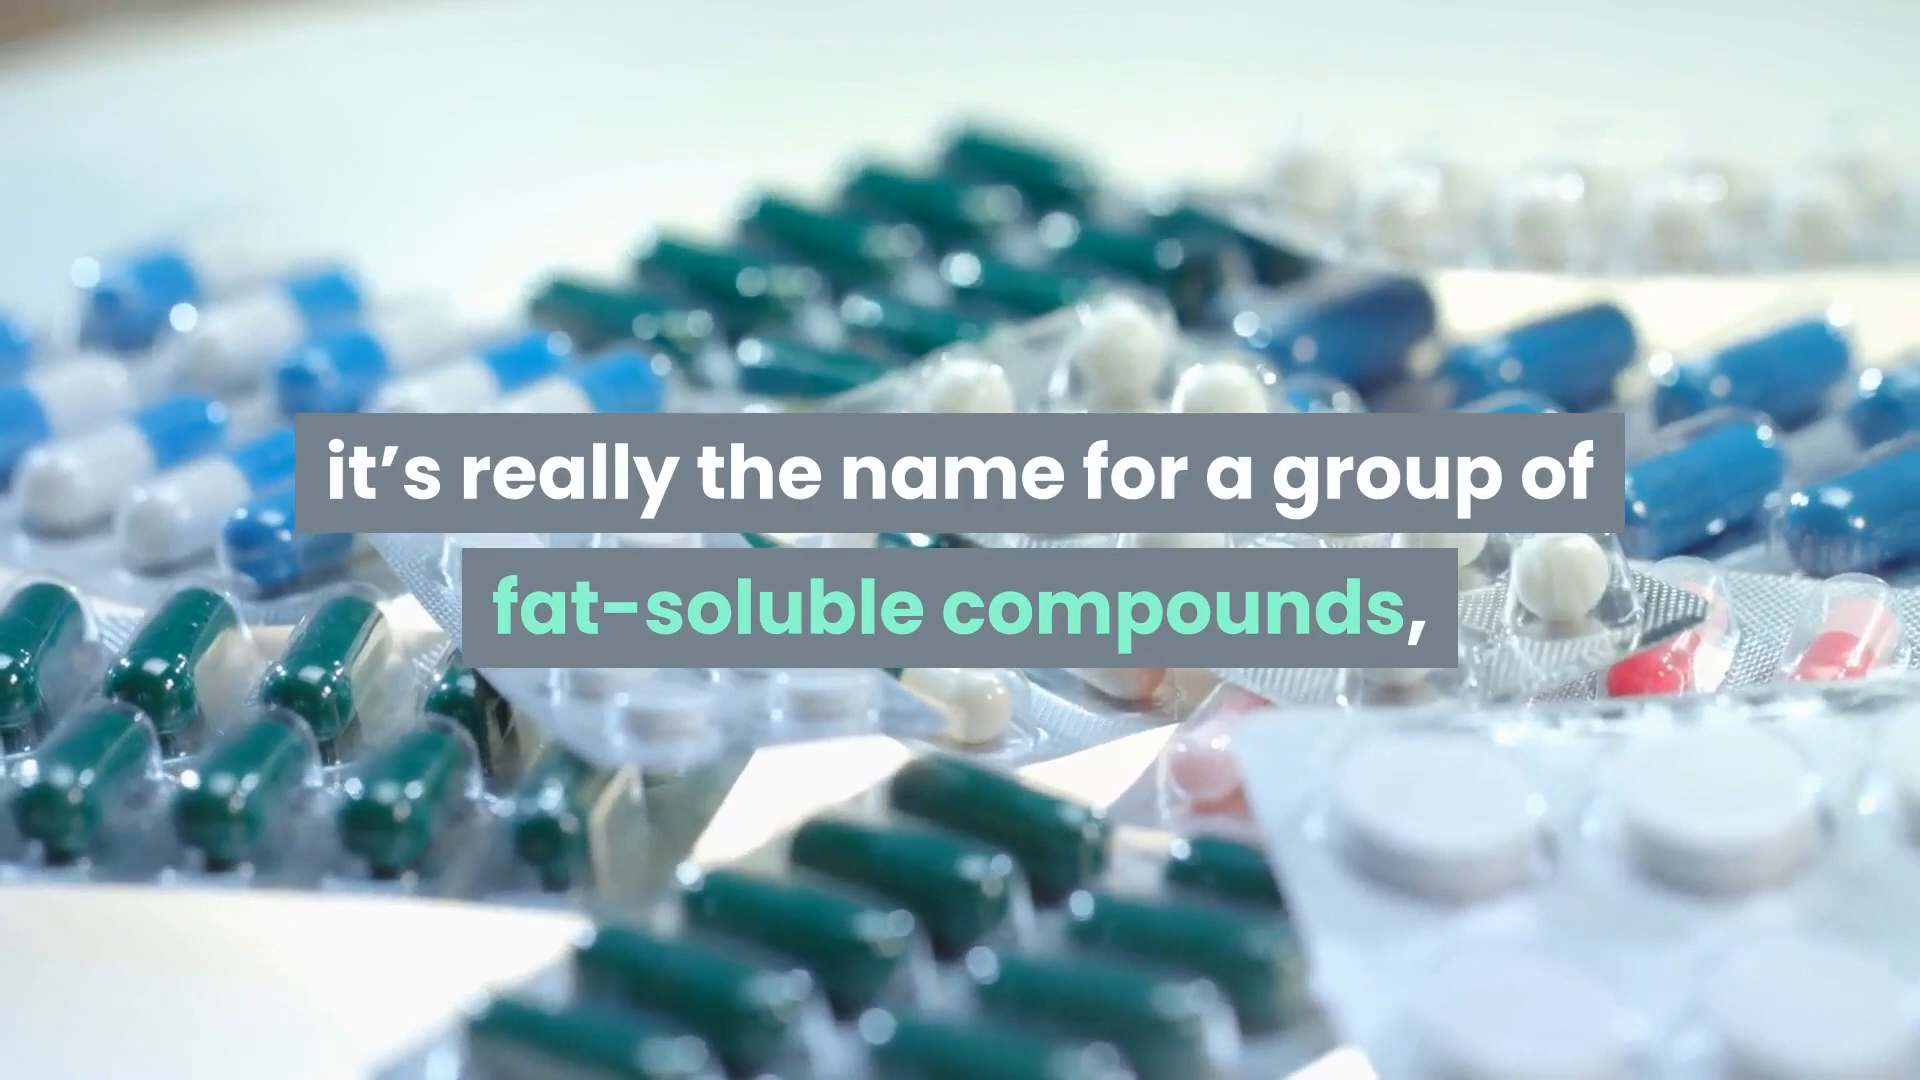 it’s really the name for a group of
fat-soluble compounds,